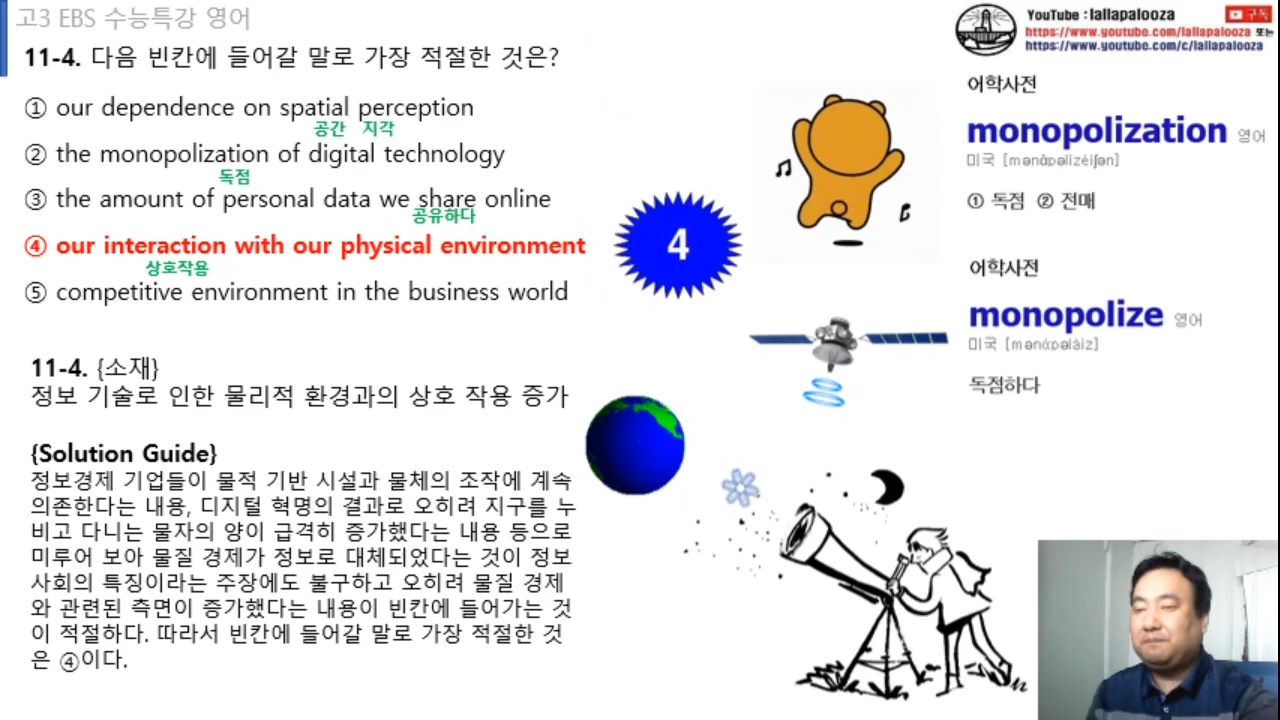 고3 EBS 수능특강 영어
11-4. 다음 빈칸에 들어갈 말로 가장 적절한 것은?
① our dependence on spatial perception
공간 지각
② the monopolization of digital technology
독점
③ the amount of personal data we share online
공유하다
④ our interaction with our physical environment
상호작용
⑤ competitive environment in the business world
4
11-4. {소재}
정보 기술로 인한 물리적 환경과의 상호 작용 증가
{Solution Guide}
정보경제 기업들이 물적 기반 시설과 물체의 조작에 계속
의존한다는 내용, 디지털 혁명의 결과로 오히려 지구를 누
비고 다니는 물자의 양이 급격히 증가했다는 내용 등으로
미루어 보아 물질 경제가 정보로 대체되었다는 것이 정보
사회의 특징이라는 주장에도 불구하고 오히려 물질 경제
와 관련된 측면이 증가했다는 내용이 빈칸에 들어가는 것
이 적절하다. 따라서 빈칸에 들어갈 말로 가장 적절한 것
은 ④이다.
YouTube : lallapalooza
구독
https://www.youtube.com/lallapalooza 또는
https://www.youtube.com/c/lallapalooza
어학사전
monopolization 영어
미국 [mənɑ̀pəlizéiʃən]
① 독점 ② 전매
어학사전
monopolize 영어
미국 [mənɑ́pəlàiz]
독점하다